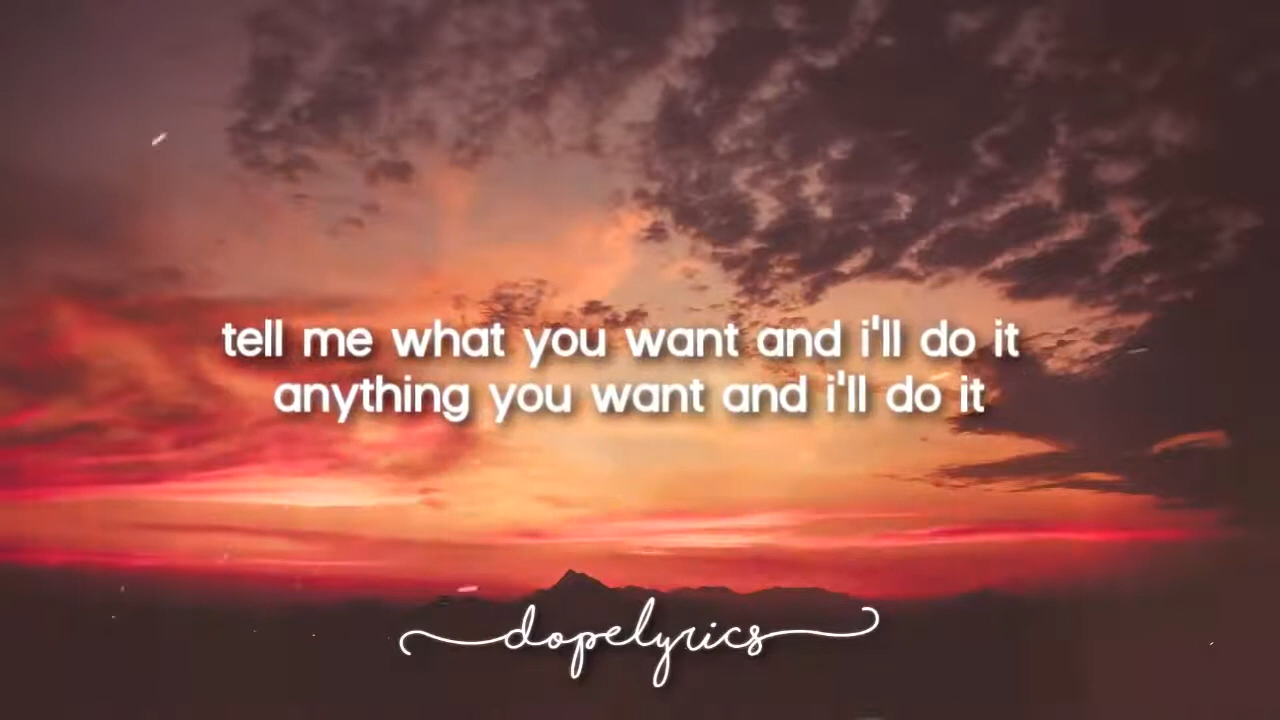 tell me what you want and i'll do it
anything you want and i'll do it
dopelyrics